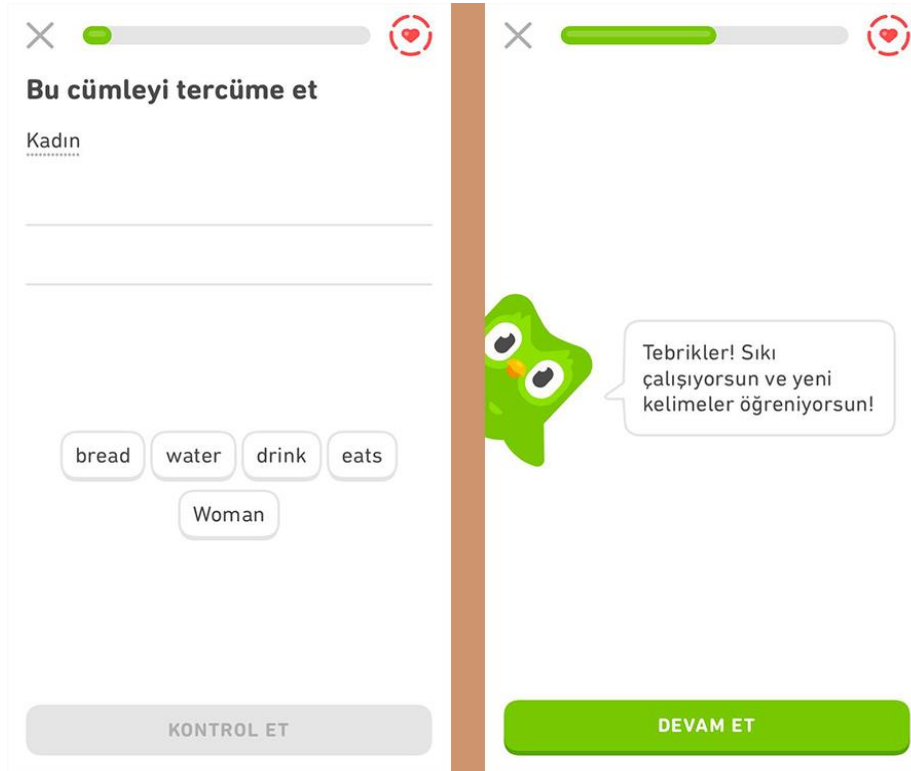 Bu cümleyi tercüme et
Kadın
bread water drink eats
Woman
KONTROL ET
Tebrikler! Sıkı
çalışıyorsun ve yeni
kelimeler öğreniyorsun!
DEVAM ET